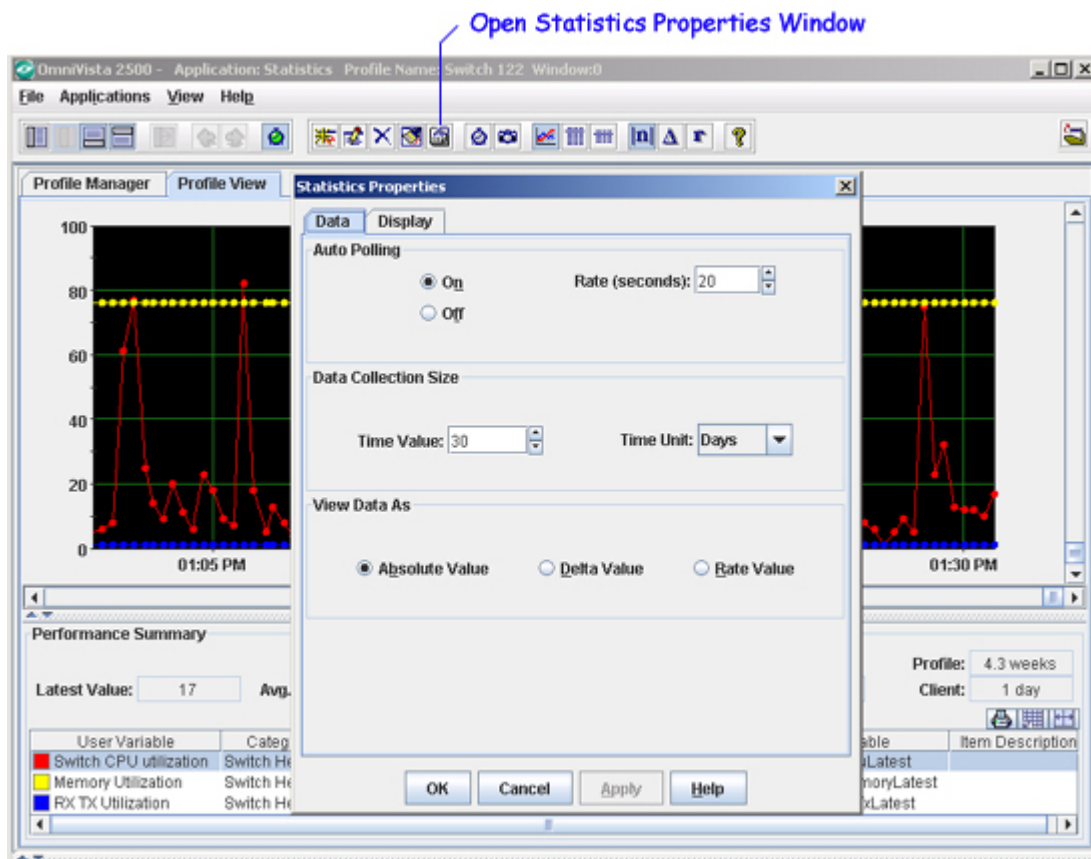 Open Statistics Properties Window
OmniVista 2500 - Application: Statistics Profile Name: Switch 122 Window:0
File Applications View Help
Profile Manager Profile View
Statistics Properties
Data Display
Auto Polling
On
Rate (seconds): 20
Off
Data Collection Size
Time Value: 30
Time Unit: Days
View Data As
Absolute Value Delta Value Rate Value
OK Cancel Apply Help
100
80
60
40
20
0
01:05 PM 01:30 PM
Performance Summary
Profile: 4.3 weeks
Latest Value: 17 Avg.
Client: 1 day
User Variable Categ able Item Description
Switch CPU utilization Switch He Latest
Memory Utilization Switch He moryLatest
RX TX Utilization Switch He xLatest